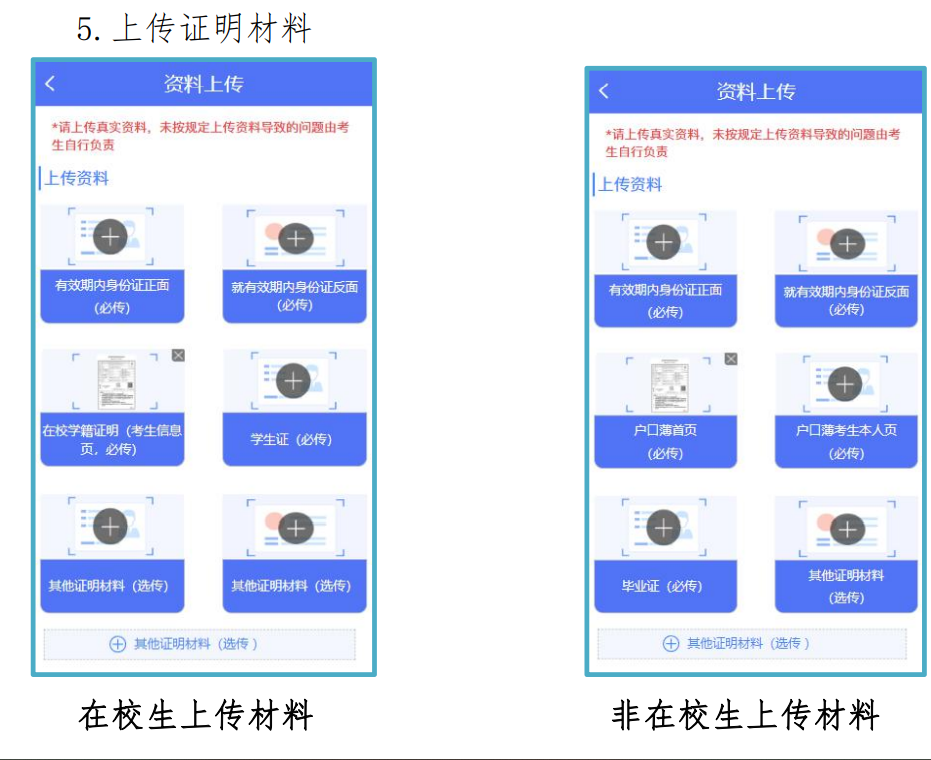 5.上传证明材料
资料上传
*请上传真实资料，未按规定上传资料导致的问题由考
生自行负责
上传资料
有效期内身份证正面
（必传）
就有效期内身份证反面
（必传）
在校学籍证明（考生信息
页，必传）
学生证（必传）
其他证明材料（选传）
其他证明材料（选传）
其他证明材料（选传）
在校生上传材料
资料上传
*请上传真实资料，未按规定上传资料导致的问题由考
生自行负责
上传资料
有效期内身份证正面
（必传）
就有效期内身份证反面
（必传）
户口薄首页
（必传）
户口薄考生本人页
（必传）
毕业证（必传）
其他证明材料
（选传）
其他证明材料（选传）
非在校生上传材料